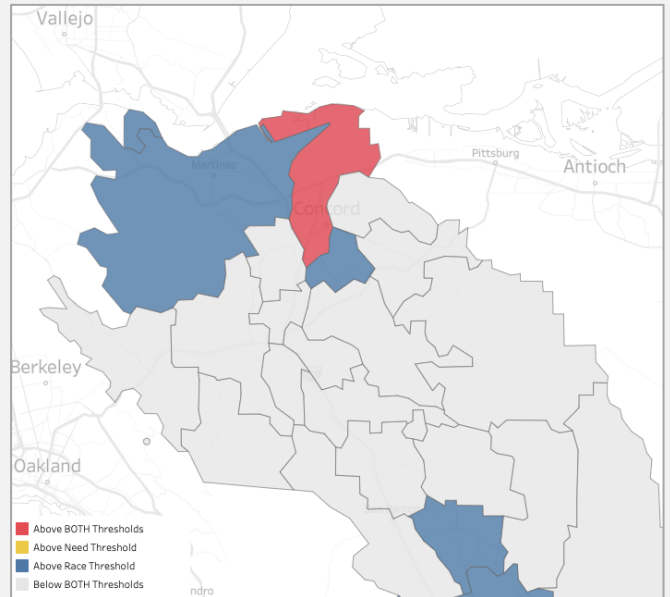 Vallejo
Pittsburg
Antioch
Martinez
Concord
Berkeley
Oakland
Above BOTH Thresholds
Above Need Threshold
Above Race Threshold
Below BOTH Thresholds
ndro